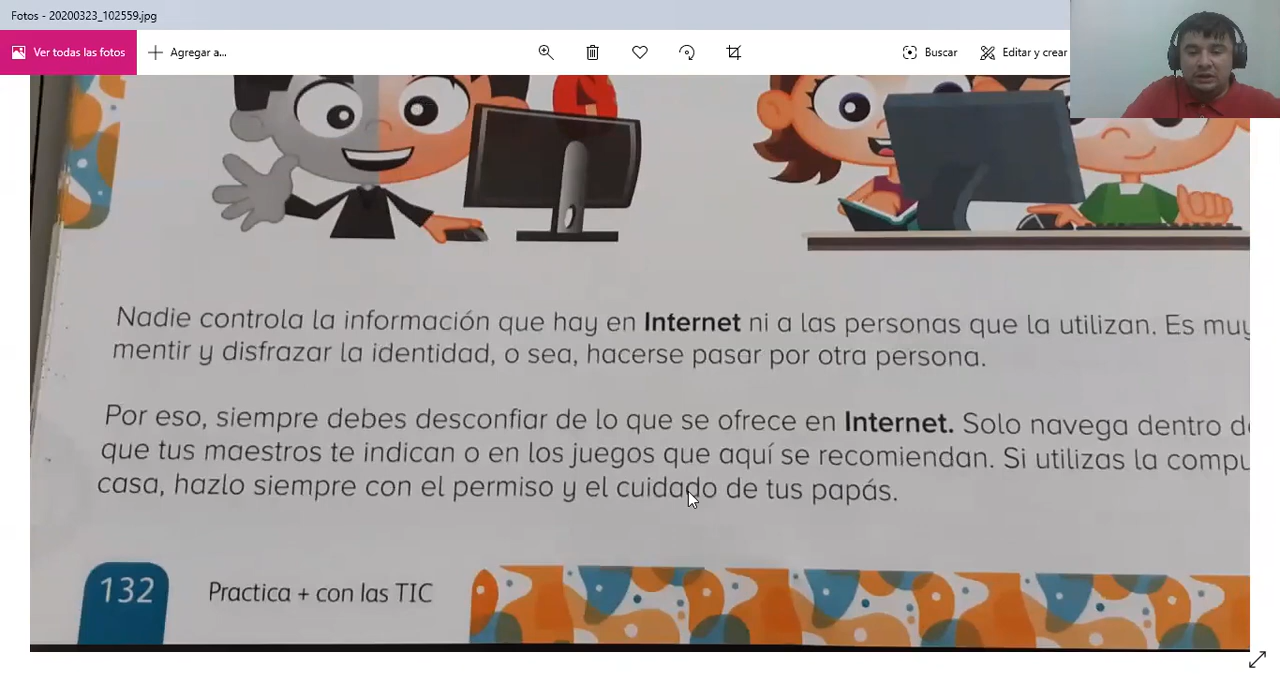 Fotos - 20200323_102559.jpg
Ver todas las fotos
Agregar a...
Buscar
Editar y crear
Nadie controla la información que hay en Internet ni a las personas que la utilizan. Es muy
mentir y disfrazar la identidad, o sea, hacerse pasar por otra persona.
Por eso, siempre debes desconfiar de lo que se ofrece en Internet. Solo navega dentro
que tus maestros te indican o en los juegos que aquí se recomiendan. Si utilizas la
casa, hazlo siempre con el permiso y el cuidado de tus papás.
132
Practica + con las TIC